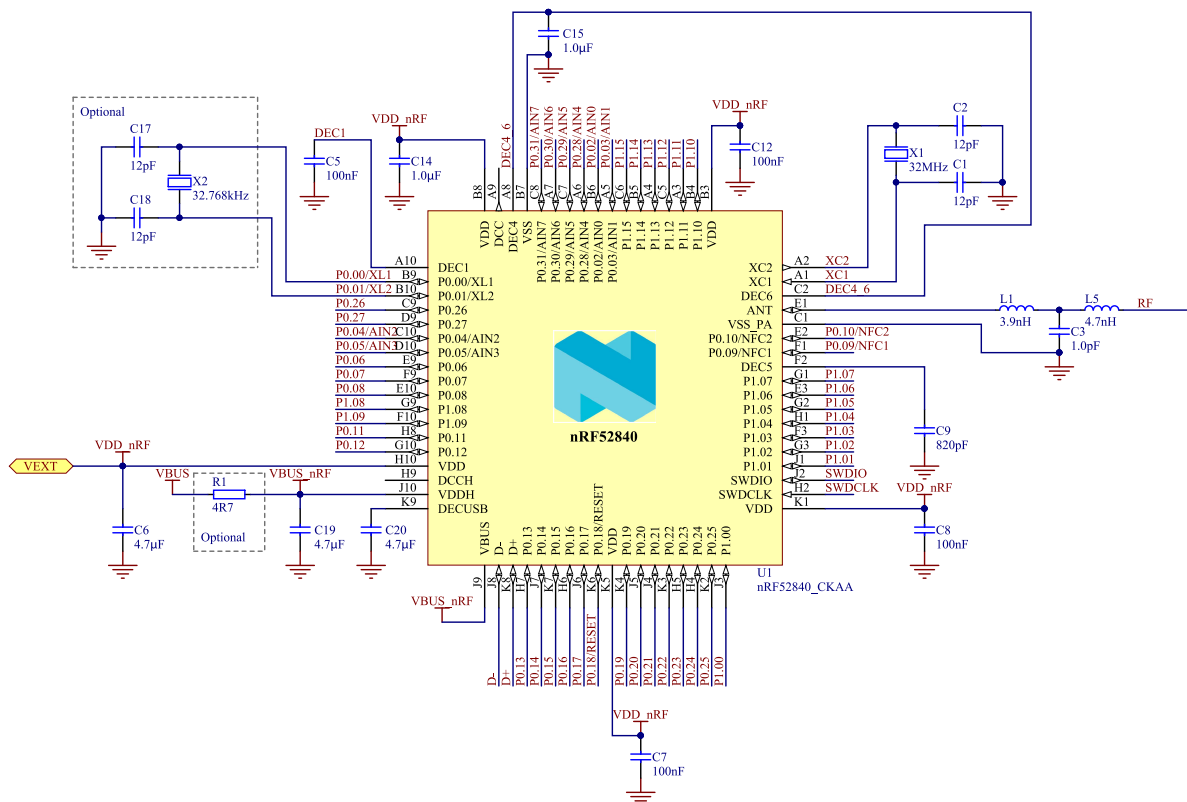 C15
1.0µF
Optional
C17
12pF
X2
32.768kHz
C18
12pF
DEC1
C5
100nF
VDD_nRF
C14
1.0µF
DEC4_6
P0.31/AIN7
P0.30/AIN6
P0.29/AIN5
P0.28/AIN4
P0.02/AIN0
P0.03/AIN1
P1.15
P1.14
P1.13
P1.12
P1.11
P1.10
VDD_nRF
C12
100nF
C2
12pF
X1
32MHz
C1
12pF
B8
A9
A8
B7
C8
A7
C7
A6
B6
A5
C6
B5
A4
C5
A3
B4
B3
VDD
DCC
DEC4
VSS
P0.31/AIN7
P0.30/AIN6
P0.29/AIN5
P0.28/AIN4
P0.02/AIN0
P0.03/AIN1
P1.15
P1.14
P1.13
P1.12
P1.11
P1.10
VDD
A10 DEC1
P0.00/XL1 B9 P0.00/XL1
P0.01/XL2 B10 P0.01/XL2
P0.26 C9 P0.26
P0.27 D9 P0.27
P0.04/AIN2 C10 P0.04/AIN2
P0.05/AIN3 D10 P0.05/AIN3
P0.06 E9 P0.06
P0.07 F9 P0.07
P0.08 E10 P0.08
P1.08 G9 P1.08
P1.09 F10 P1.09
P0.11 H8 P0.11
P0.12 G10 P0.12
H10 VDD
H9 DCCH
J10 VDDH
K9 DECUSB
XC2 A2 XC2
XC1 A1 XC1
DEC6 C2 DEC4_6
ANT E1
VSS_PA C1
P0.10/NFC2 E2 P0.10/NFC2
P0.09/NFC1 F1 P0.09/NFC1
DEC5 F2
P1.07 G1 P1.07
P1.06 E3 P1.06
P1.05 G2 P1.05
P1.04 H1 P1.04
P1.03 F3 P1.03
P1.02 G3 P1.02
P1.01 J1 P1.01
SWDIO J2 SWDIO
SWDCLK H2 SWDCLK
VDD K1
L1
3.9nH
L5
4.7nH
RF
C3
1.0pF
C9
820pF
VDD_nRF
C8
100nF
nRF52840
VEXT
VDD_nRF
C6
4.7µF
VBUS
R1
4R7
Optional
VBUS_nRF
C19
4.7µF
C20
4.7µF
VBUS
D-
D+
P0.13
P0.14
P0.15
P0.16
P0.17
P0.18/RESET
VDD
P0.19
P0.20
P0.21
P0.22
P0.23
P0.24
P0.25
P1.00
U1
nRF52840_CKAA
J9
J8
K8
H7
J7
K7
H6
J6
K6
K5
K4
J5
J4
K3
H5
H4
K2
J3
VBUS_nRF
D-
D+
P0.13
P0.14
P0.15
P0.16
P0.17
P0.18/RESET
P0.19
P0.20
P0.21
P0.22
P0.23
P0.24
P0.25
P1.00
VDD_nRF
C7
100nF